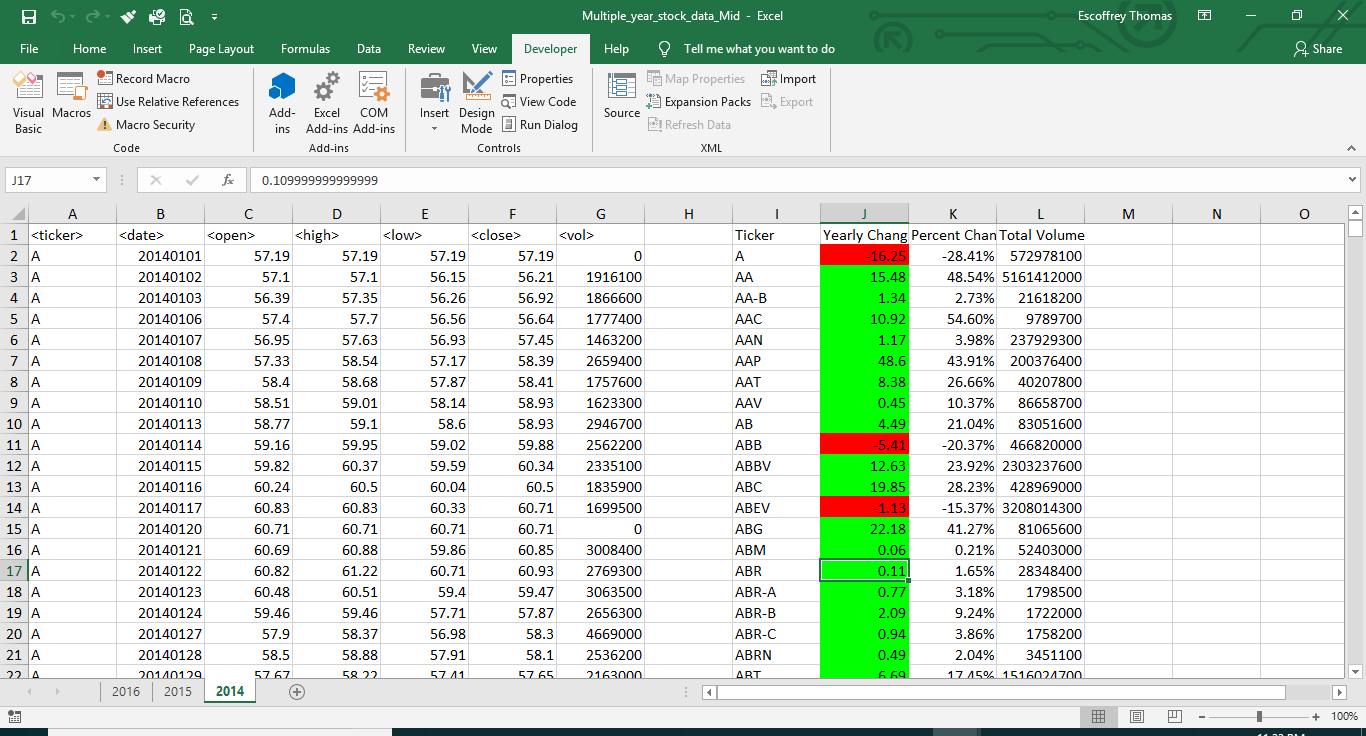 Multiple_year_stock_data_Mid - Excel
Escoffrey Thomas
File Home Insert Page Layout Formulas Data Review View Developer Help Tell me what you want to do Share
Visual Basic
Macros
Record Macro
Use Relative References
Macro Security
Code
Add-ins
Excel Add-ins
COM Add-ins
Add-ins
Insert
Design Mode
Properties
View Code
Run Dialog
Controls
Source
Map Properties
Expansion Packs
Refresh Data
Import
Export
XML
J17 fx 0.109999999999999
A B C D E F G H I J K L M N O
1 <ticker> <date> <open> <high> <low> <close> <vol> Ticker Yearly Chang Percent Chan Total Volume
2 A 20140101 57.19 57.19 57.19 57.19 0 A -16.25 -28.41% 572978100
3 A 20140102 57.1 57.1 56.15 56.21 1916100 AA 15.48 48.54% 5161412000
4 A 20140103 56.39 57.35 56.26 56.92 1866600 AA-B 1.34 2.73% 21618200
5 A 20140106 57.4 57.7 56.56 56.64 1777400 AAC 10.92 54.60% 9789700
6 A 20140107 56.95 57.63 56.93 57.45 1463200 AAN 1.17 3.98% 237929300
7 A 20140108 57.33 58.54 57.17 58.39 2659400 AAP 48.6 43.91% 200376400
8 A 20140109 58.4 58.68 57.87 58.41 1757600 AAT 8.38 26.66% 40207800
9 A 20140110 58.51 59.01 58.14 58.93 1623300 AAV 0.45 10.37% 86658700
10 A 20140113 58.77 59.1 58.6 58.93 2946700 AB 4.49 21.04% 83051600
11 A 20140114 59.16 59.95 59.02 59.88 2562200 ABB -5.41 -20.37% 466820000
12 A 20140115 59.82 60.37 59.59 60.34 2335100 ABBV 12.63 23.92% 2303237600
13 A 20140116 60.24 60.5 60.04 60.5 1835900 ABC 19.85 28.23% 428969000
14 A 20140117 60.83 60.83 60.33 60.71 1699500 ABEV -1.13 -15.37% 3208014300
15 A 20140120 60.71 60.71 60.71 60.71 0 ABG 22.18 41.27% 81065600
16 A 20140121 60.69 60.88 59.86 60.85 3008400 ABM 0.06 0.21% 52403000
17 A 20140122 60.82 61.22 60.71 60.93 2769300 ABR 0.11 1.65% 28348400
18 A 20140123 60.48 60.51 59.4 59.47 3063500 ABR-A 0.77 3.18% 1798500
19 A 20140124 59.46 59.46 57.71 57.87 2656300 ABR-B 2.09 9.24% 1722000
20 A 20140127 57.9 58.37 56.98 58.3 4669000 ABR-C 0.94 3.86% 1758200
21 A 20140128 58.5 58.88 57.91 58.1 2536200 ABRN 0.49 2.04% 3451100
22 A 20140129 57.67 58.22 57.41 57.65 2163000 ABT 6.69 17.45% 1516024700
2016 2015 2014
100%